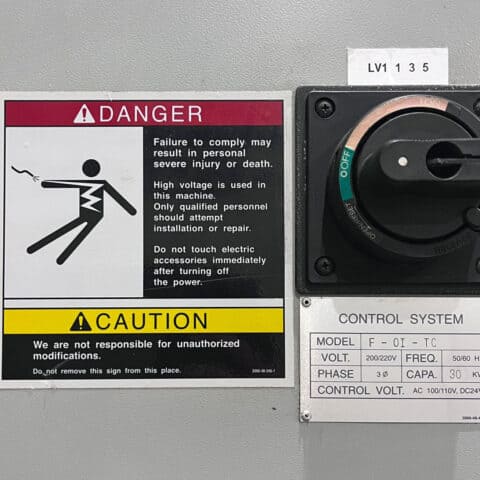 LV1 1 3 5
DANGER
Failure to comply may
result in personal
severe injury or death.
High voltage is used in
this machine.
Only qualified personnel
should attempt
installation or repair.
Do not touch electric
accessories immediately
after turning off
the power.
CAUTION
We are not responsible for unauthorized
modifications.
Do not remove this sign from this place.
OFF
CONTROL SYSTEM
MODEL F - 0I - TC
VOLT. 200/220V FREQ. 50/60 H
PHASE 3 Ø CAPA. 30 KV
CONTROL VOLT. AC 100/110V, DC24V